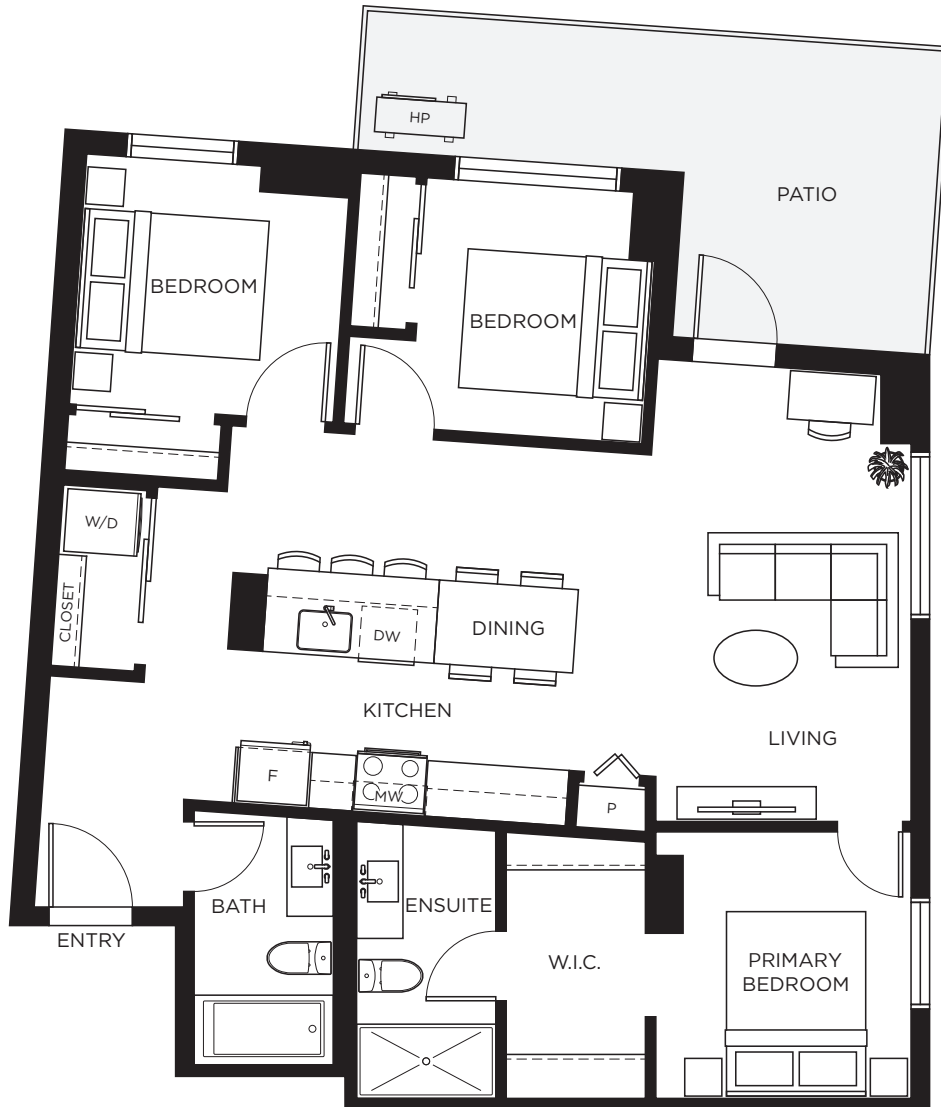 HP
PATIO
BEDROOM
BEDROOM
W/D
CLOSET
DW
DINING
KITCHEN
LIVING
F
MW
P
BATH
ENSUITE
ENTRY
W.I.C.
PRIMARY
BEDROOM